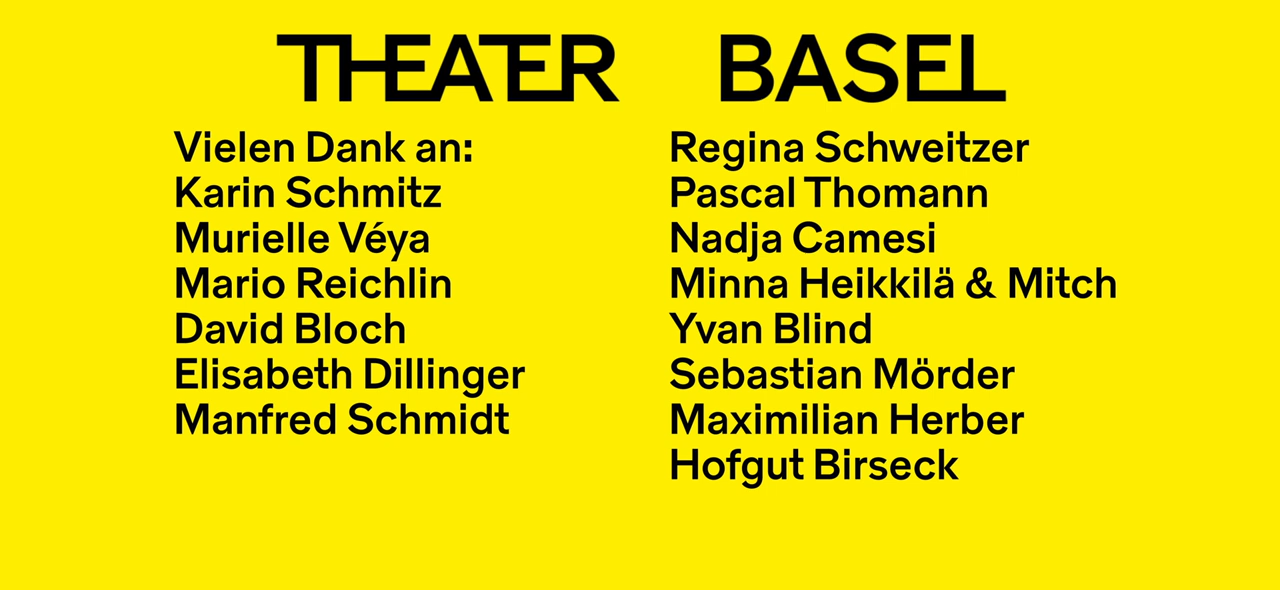 THEATER BASEL
Vielen Dank an:
Karin Schmitz
Murielle Véya
Mario Reichlin
David Bloch
Elisabeth Dillinger
Manfred Schmidt
Regina Schweitzer
Pascal Thomann
Nadja Camesi
Minna Heikkilä & Mitch
Yvan Blind
Sebastian Mörder
Maximilian Herber
Hofgut Birseck